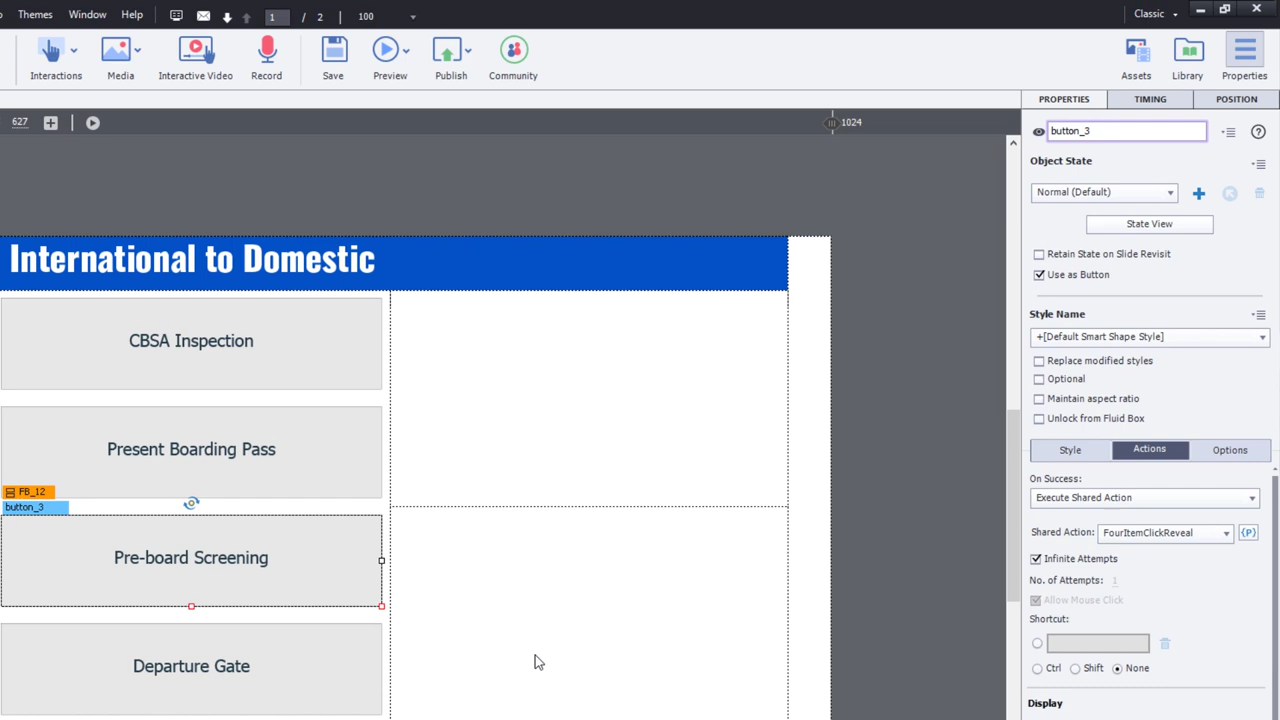 Themes Window Help 1 / 2 100 Classic
Interactions Media Interactive Video Record Save Preview Publish Community Assets Library Properties
PROPERTIES TIMING POSITION
627 1024
button_3
Object State
Normal (Default)
State View
Retain State on Slide Revisit
Use as Button
International to Domestic
CBSA Inspection
Present Boarding Pass
FB_12
button_3
Pre-board Screening
Departure Gate
Style Name
+[Default Smart Shape Style]
Replace modified styles
Optional
Maintain aspect ratio
Unlock from Fluid Box
Style Actions Options
On Success:
Execute Shared Action
Shared Action: FourItemClickReveal {P}
Infinite Attempts
No. of Attempts: 1
Allow Mouse Click
Shortcut:
Ctrl Shift None
Display